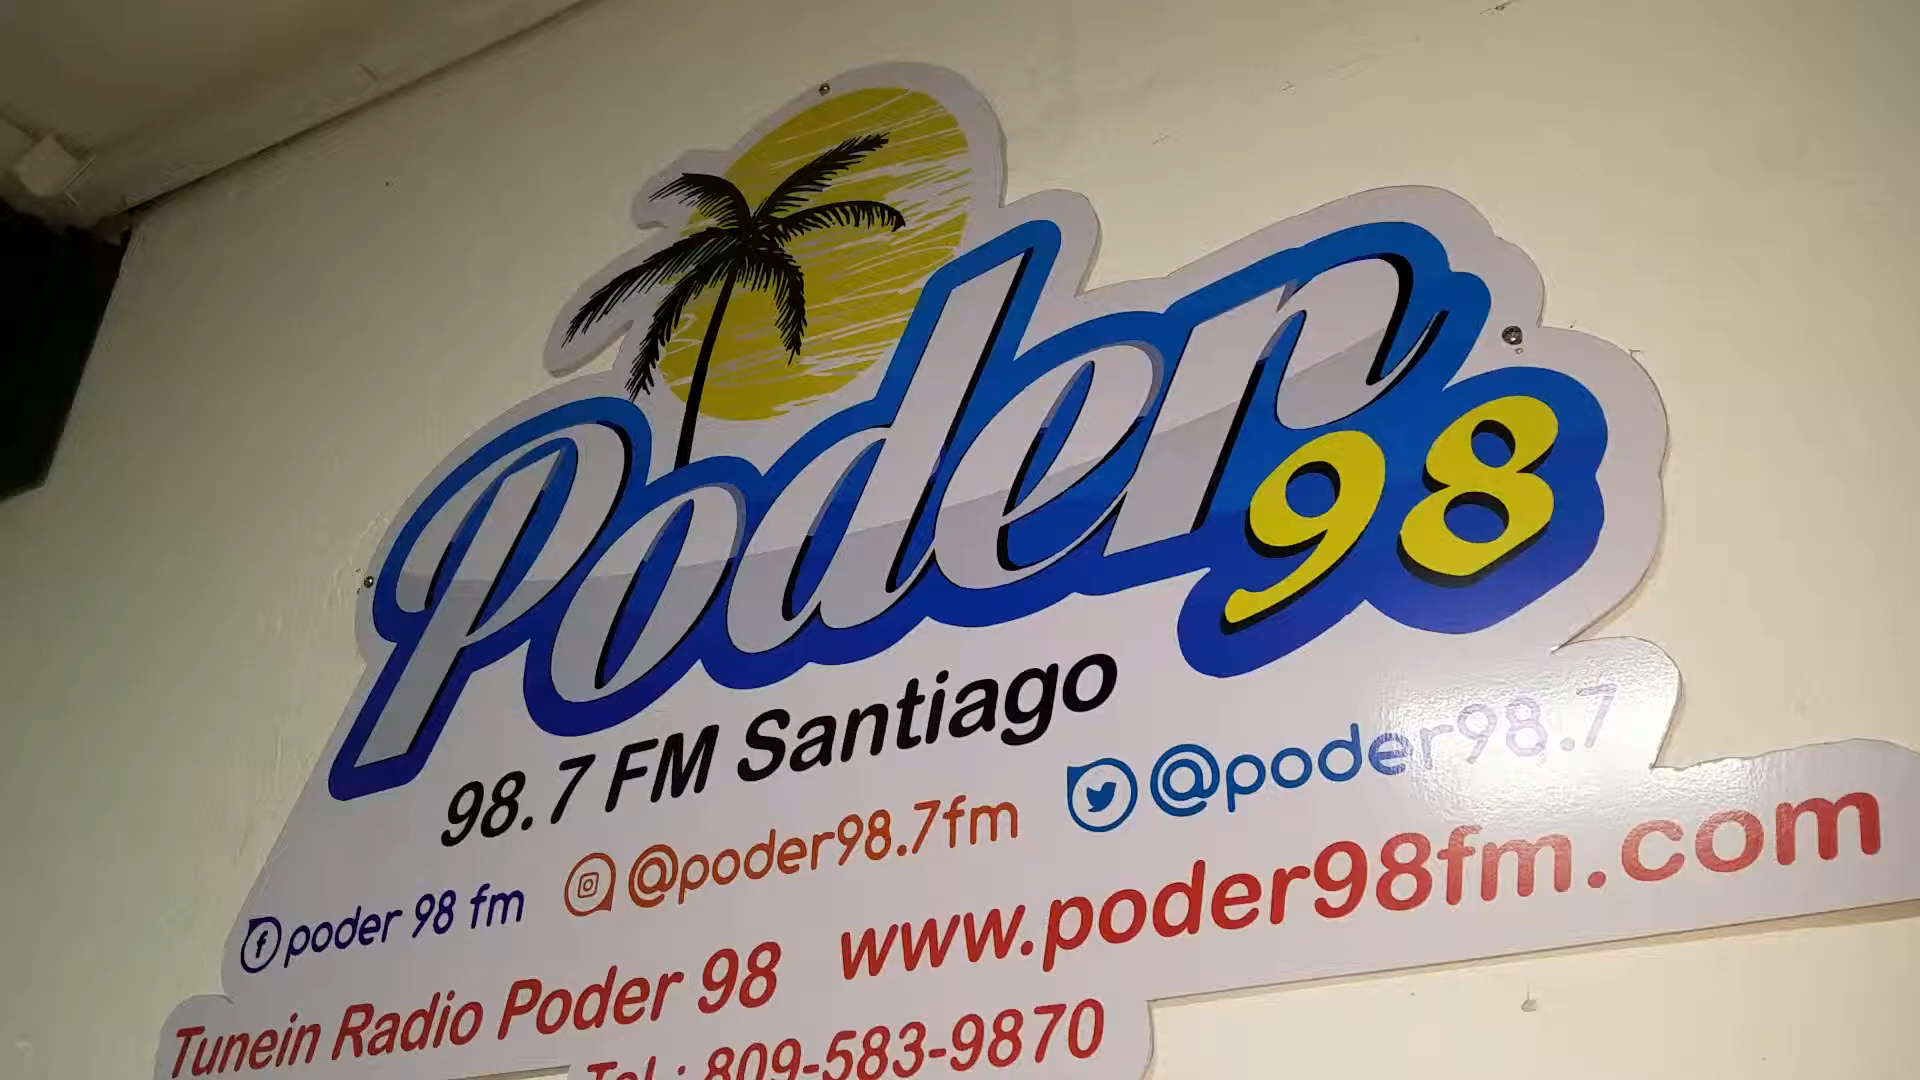 Poder 98
98.7 FM Santiago
poder 98 fm @poder98.7fm @poder98.7
Tunein Radio Poder 98 www.poder98fm.com
Tel.: 809-583-9870